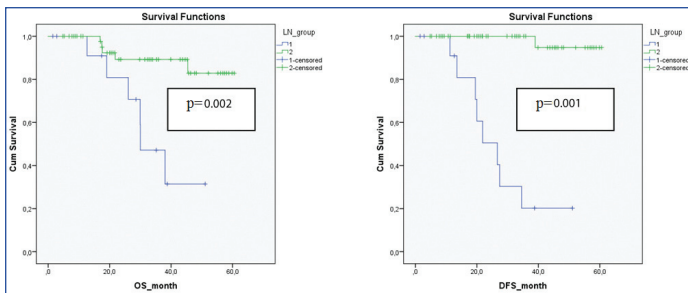 Survival Functions
LN_group
1
2
1-censored
2-censored
1,0
0,8
0,6
0,4
0,2
0,0
Cum Survival
p=0.002
,0
20,0
40,0
60,0
OS_month
Survival Functions
LN_group
1
2
1-censored
2-censored
1,0
0,8
0,6
0,4
0,2
0,0
Cum Survival
p=0.001
,0
20,0
40,0
60,0
DFS_month